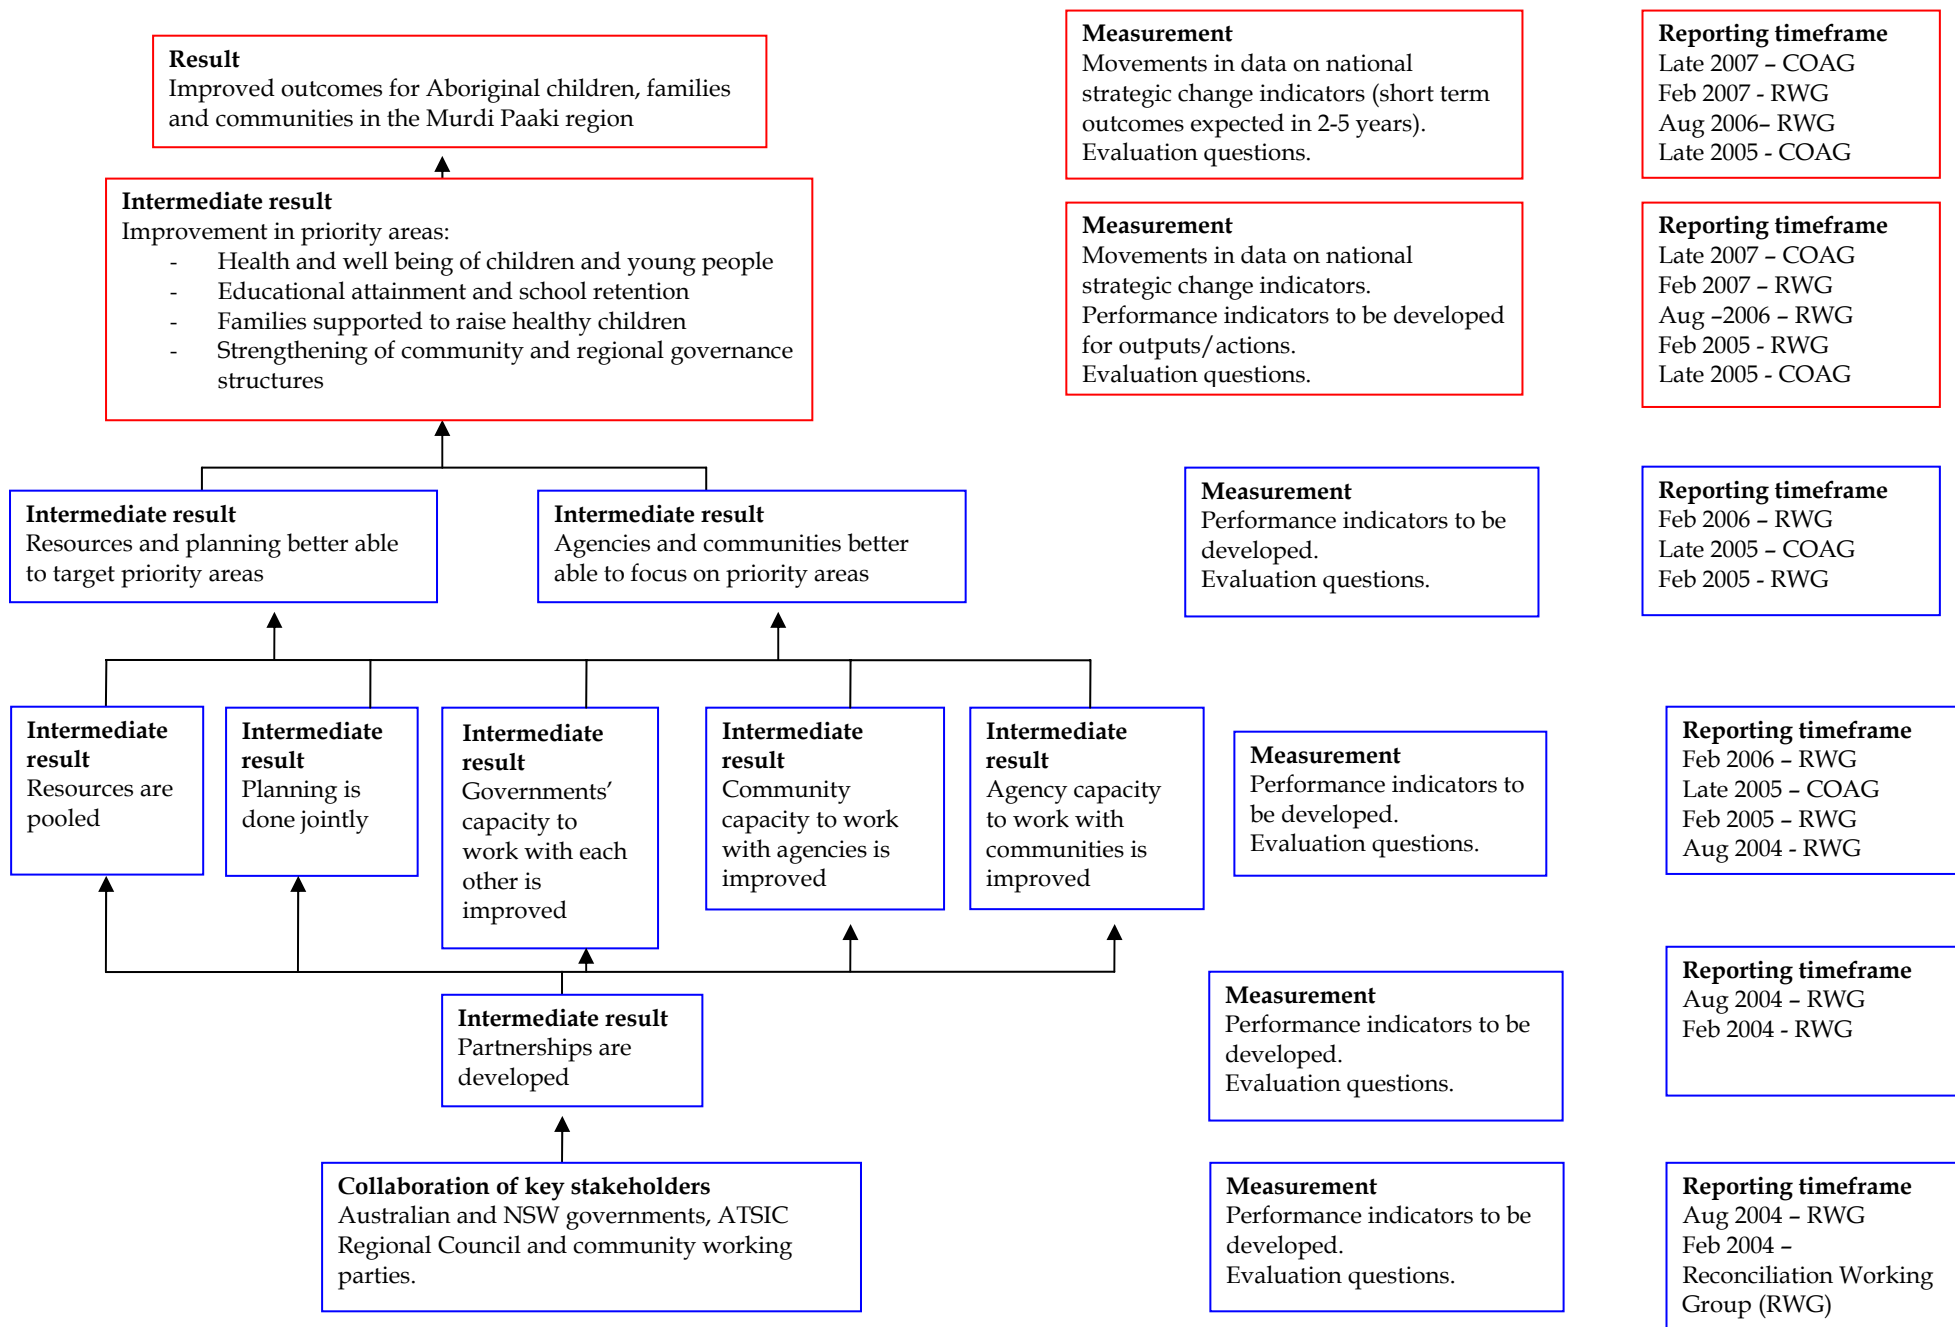 Result
Improved outcomes for Aboriginal children, families
and communities in the Murdi Paaki region
Measurement
Movements in data on national
strategic change indicators (short term
outcomes expected in 2-5 years).
Evaluation questions.
Reporting timeframe
Late 2007 – COAG
Feb 2007 - RWG
Aug 2006– RWG
Late 2005 - COAG
Intermediate result
Improvement in priority areas:
- Health and well being of children and young people
- Educational attainment and school retention
- Families supported to raise healthy children
- Strengthening of community and regional governance
structures
Measurement
Movements in data on national
strategic change indicators.
Performance indicators to be developed
for outputs/actions.
Evaluation questions.
Reporting timeframe
Late 2007 – COAG
Feb 2007 – RWG
Aug –2006 – RWG
Feb 2005 - RWG
Late 2005 - COAG
Intermediate result
Resources and planning better able
to target priority areas
Intermediate result
Agencies and communities better
able to focus on priority areas
Measurement
Performance indicators to be
developed.
Evaluation questions.
Reporting timeframe
Feb 2006 – RWG
Late 2005 – COAG
Feb 2005 - RWG
Intermediate
result
Resources are
pooled
Intermediate
result
Planning is
done jointly
Intermediate
result
Governments’
capacity to
work with each
other is
improved
Intermediate
result
Community
capacity to work
with agencies is
improved
Intermediate
result
Agency capacity
to work with
communities is
improved
Measurement
Performance indicators to
be developed.
Evaluation questions.
Reporting timeframe
Feb 2006 – RWG
Late 2005 – COAG
Feb 2005 – RWG
Aug 2004 - RWG
Intermediate result
Partnerships are
developed
Measurement
Performance indicators to be
developed.
Evaluation questions.
Reporting timeframe
Aug 2004 – RWG
Feb 2004 - RWG
Collaboration of key stakeholders
Australian and NSW governments, ATSIC
Regional Council and community working
parties.
Measurement
Performance indicators to be
developed.
Evaluation questions.
Reporting timeframe
Aug 2004 – RWG
Feb 2004 –
Reconciliation Working
Group (RWG)